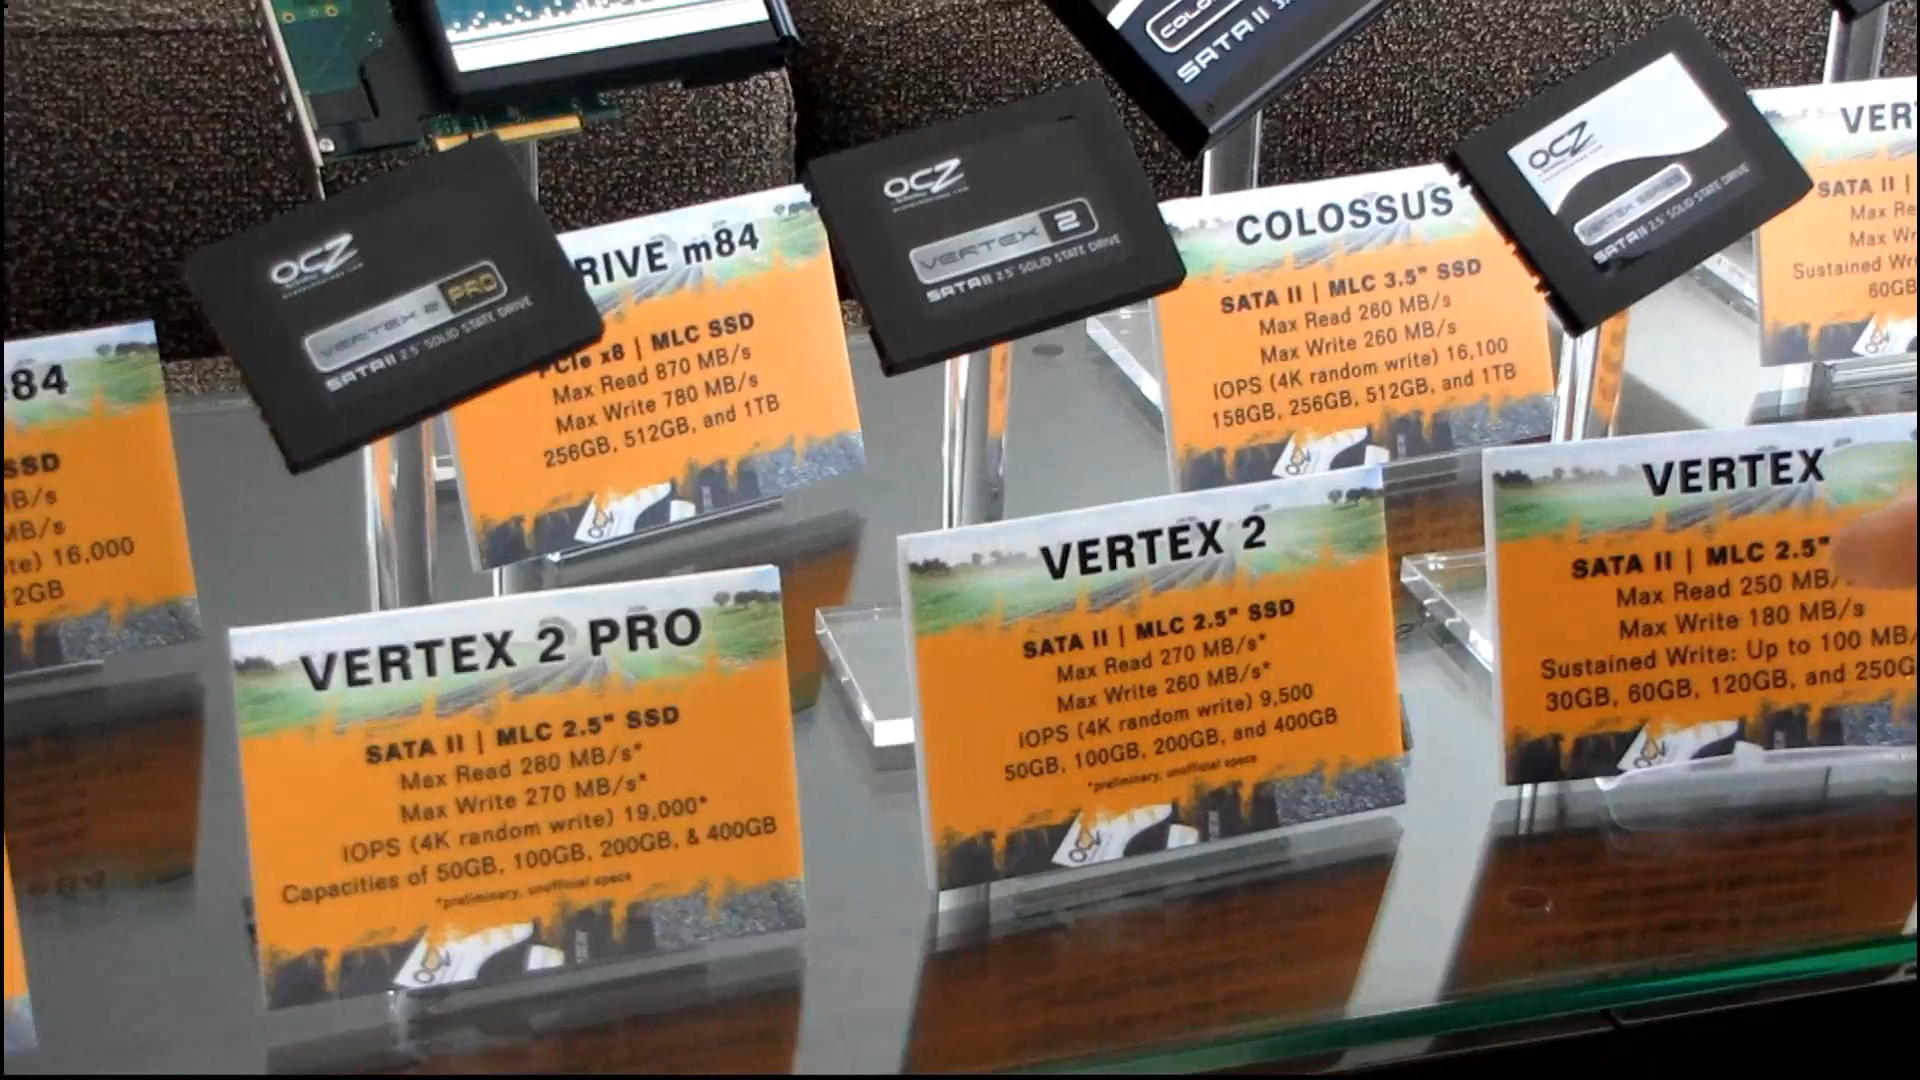 COLO
SATA II 3.
OCZ
VERTEX 2 PRO
SATA II 2.5" SOLID STATE DRIVE
OCZ
VERTEX 2
SATA II 2.5" SOLID STATE DRIVE
OCZ
VERTEX SERIES
SATA II 2.5" SOLID STATE DRIVE
84
SSD
MB/s
MB/s
te) 16,000
12GB
RIVE m84
PCIe x8 | MLC SSD
Max Read 870 MB/s
Max Write 780 MB/s
256GB, 512GB, and 1TB
COLOSSUS
SATA II | MLC 3.5" SSD
Max Read 260 MB/s
Max Write 260 MB/s
IOPS (4K random write) 16,100
158GB, 256GB, 512GB, and 1TB
VER
SATA II |
Max Re
Max Wr
Sustained Wr
60GB
VERTEX 2 PRO
SATA II | MLC 2.5" SSD
Max Read 280 MB/s*
Max Write 270 MB/s*
IOPS (4K random write) 19,000*
Capacities of 50GB, 100GB, 200GB, & 400GB
*preliminary, unofficial specs
VERTEX 2
SATA II | MLC 2.5" SSD
Max Read 270 MB/s*
Max Write 260 MB/s*
IOPS (4K random write) 9,500
50GB, 100GB, 200GB, and 400GB
*preliminary, unofficial specs
VERTEX
SATA II | MLC 2.5"
Max Read 250 MB/
Max Write 180 MB/s
Sustained Write: Up to 100 MB/
30GB, 60GB, 120GB, and 250G